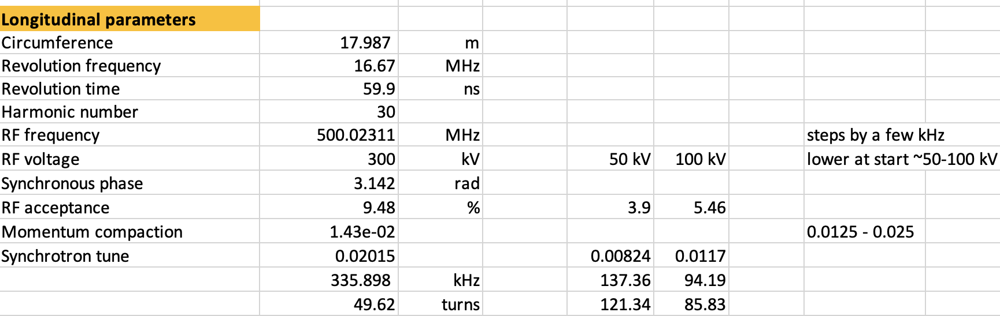 Longitudinal parameters
Circumference 17.987 m
Revolution frequency 16.67 MHz
Revolution time 59.9 ns
Harmonic number 30
RF frequency 500.02311 MHz steps by a few kHz
RF voltage 300 kV 50 kV 100 kV lower at start ~50-100 kV
Synchronous phase 3.142 rad
RF acceptance 9.48 % 3.9 5.46
Momentum compaction 1.43e-02 0.0125 - 0.025
Synchrotron tune 0.02015 0.00824 0.0117
335.898 kHz 137.36 94.19
49.62 turns 121.34 85.83